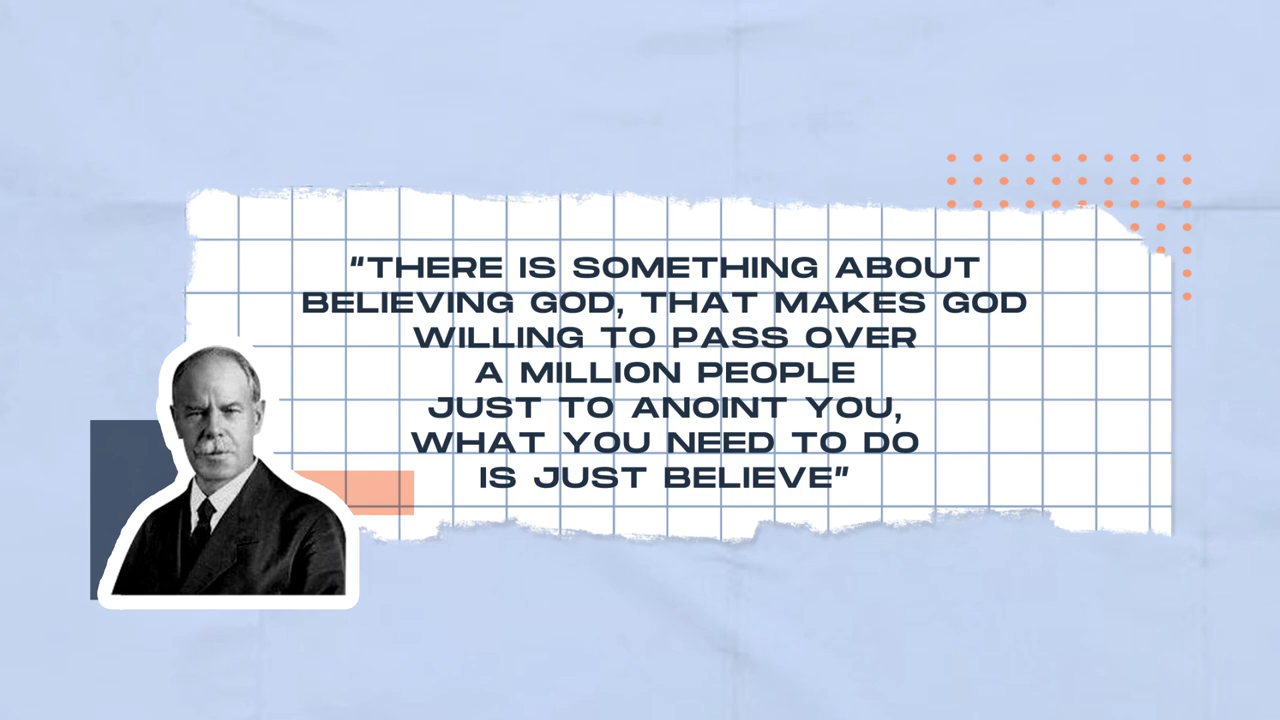 "THERE IS SOMETHING ABOUT
BELIEVING GOD, THAT MAKES GOD
WILLING TO PASS OVER
A MILLION PEOPLE
JUST TO ANOINT YOU,
WHAT YOU NEED TO DO
IS JUST BELIEVE"